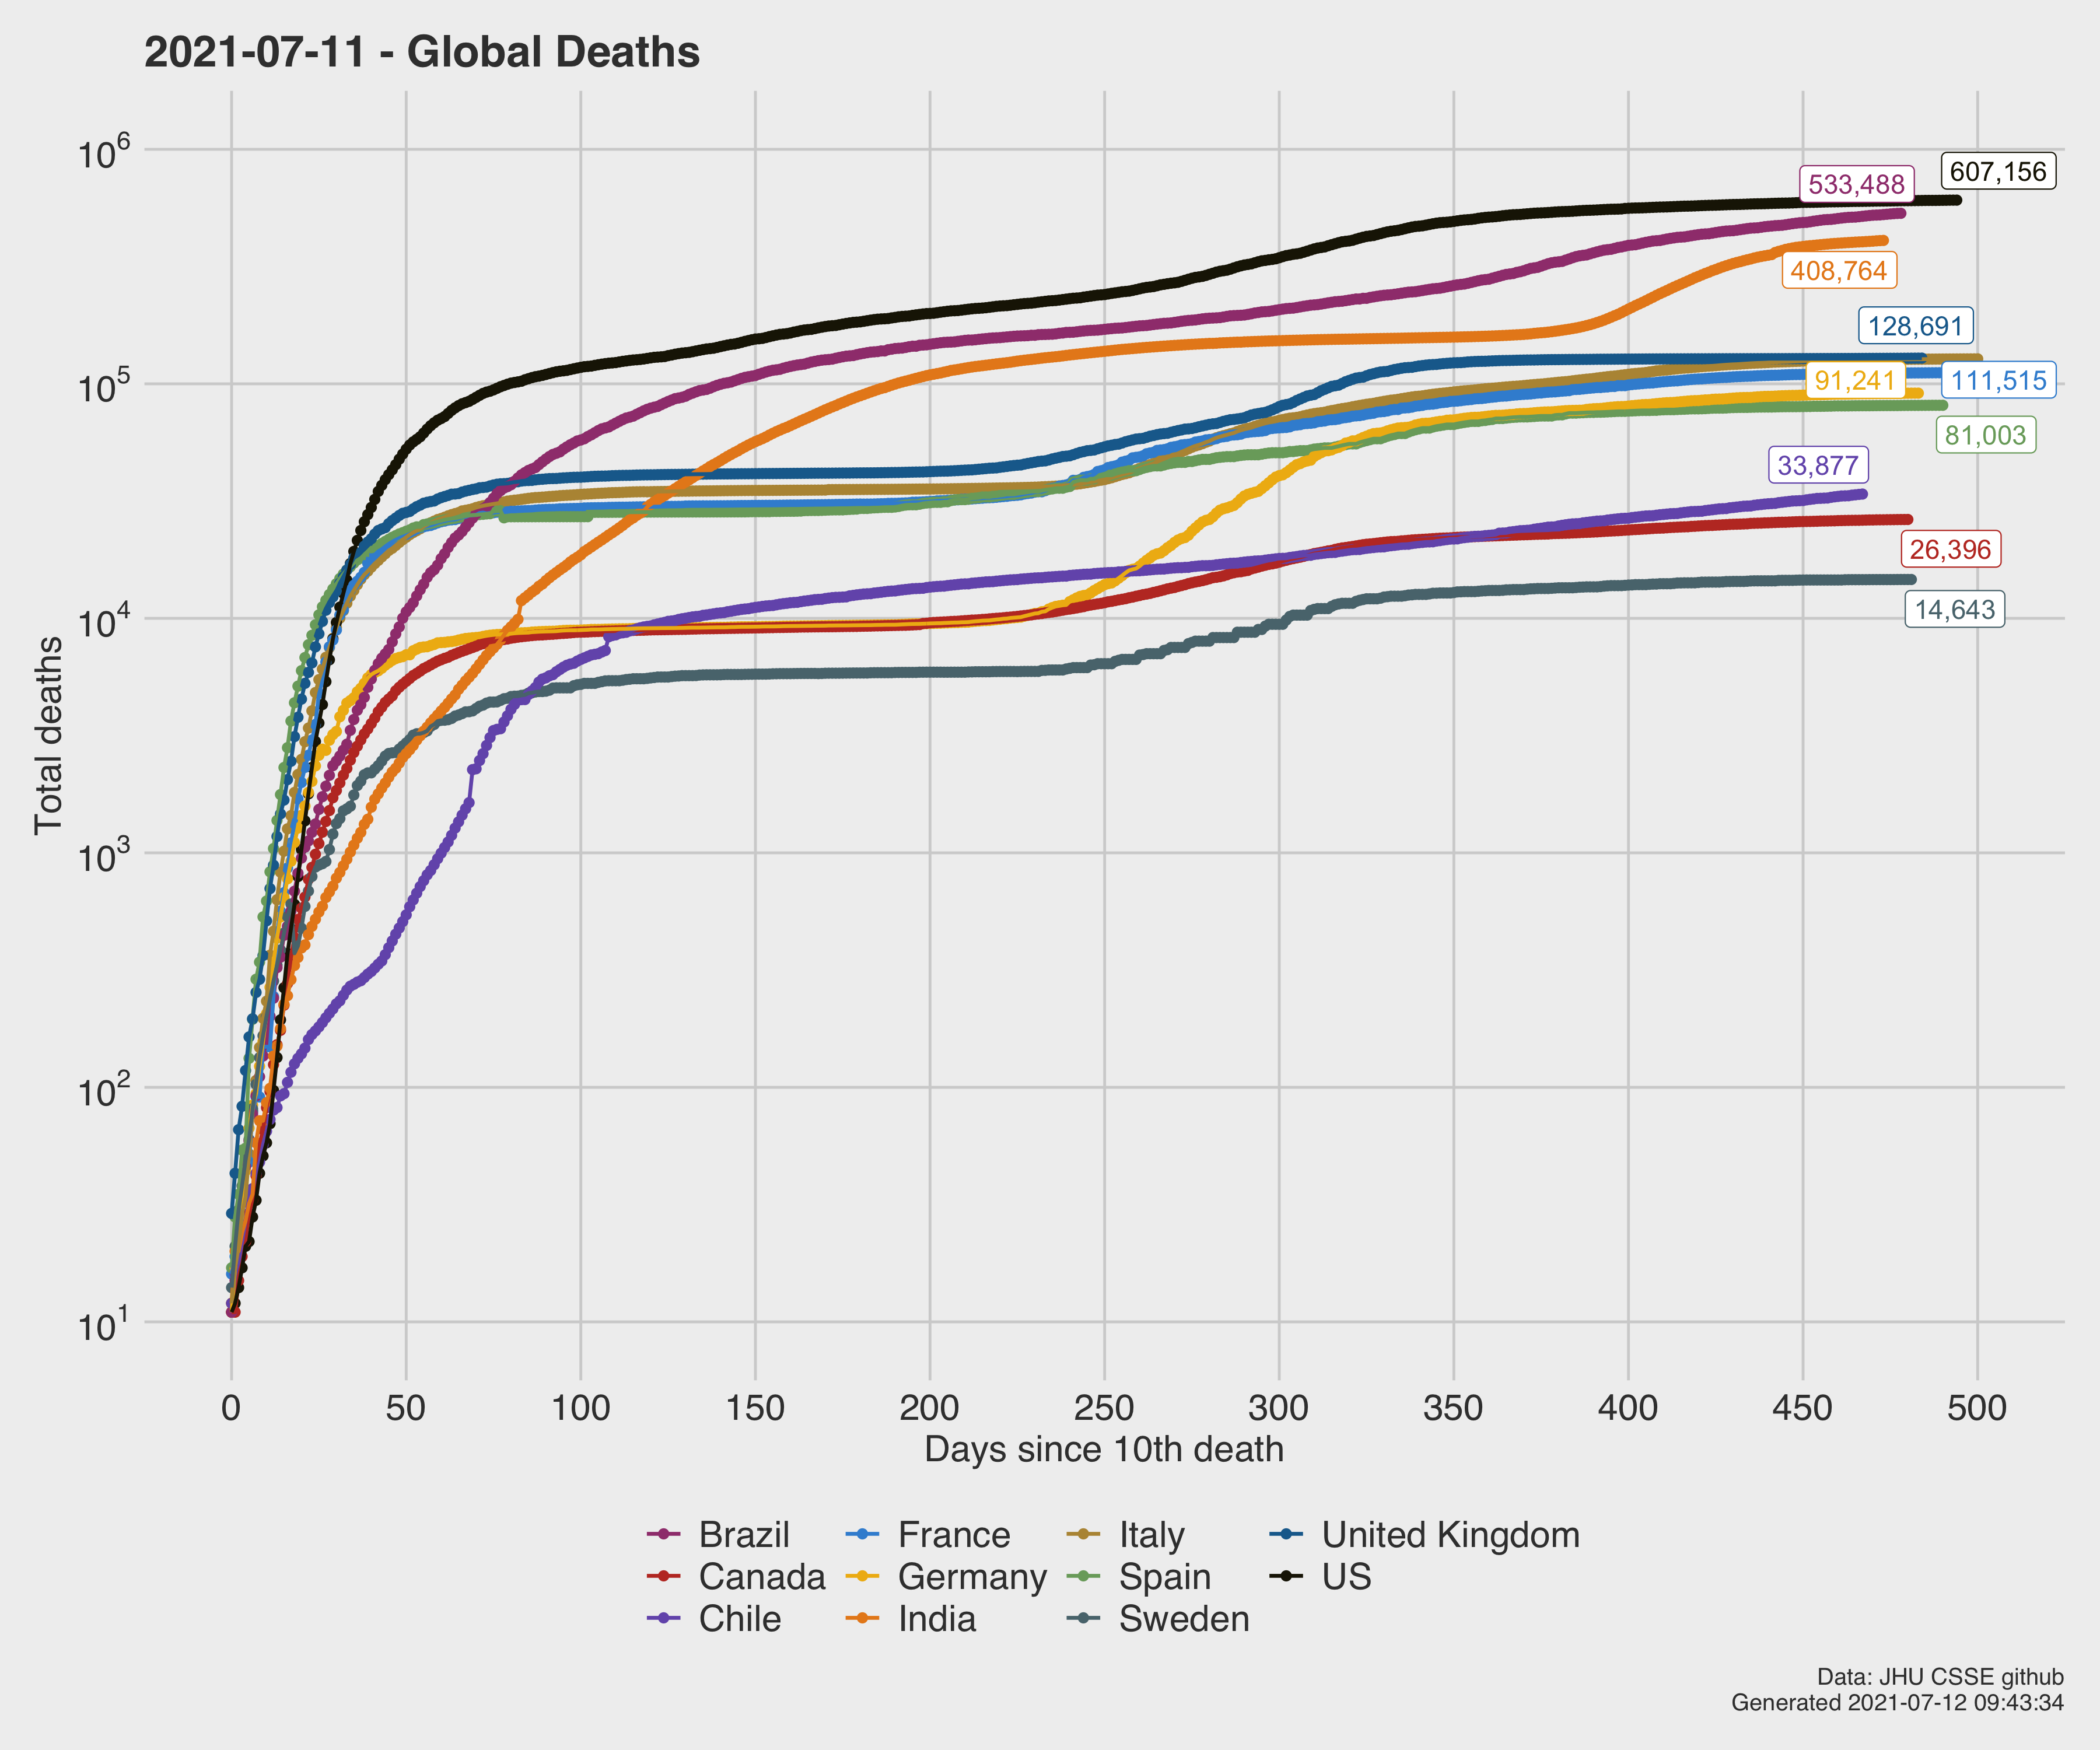 2021-07-11 - Global Deaths
10^6
10^5
10^4
10^3
10^2
10^1
Total deaths
607,156
533,488
408,764
128,691
91,241
111,515
81,003
33,877
26,396
14,643
0 50 100 150 200 250 300 350 400 450 500
Days since 10th death
Brazil France Italy United Kingdom
Canada Germany Spain US
Chile India Sweden
Data: JHU CSSE github
Generated 2021-07-12 09:43:34